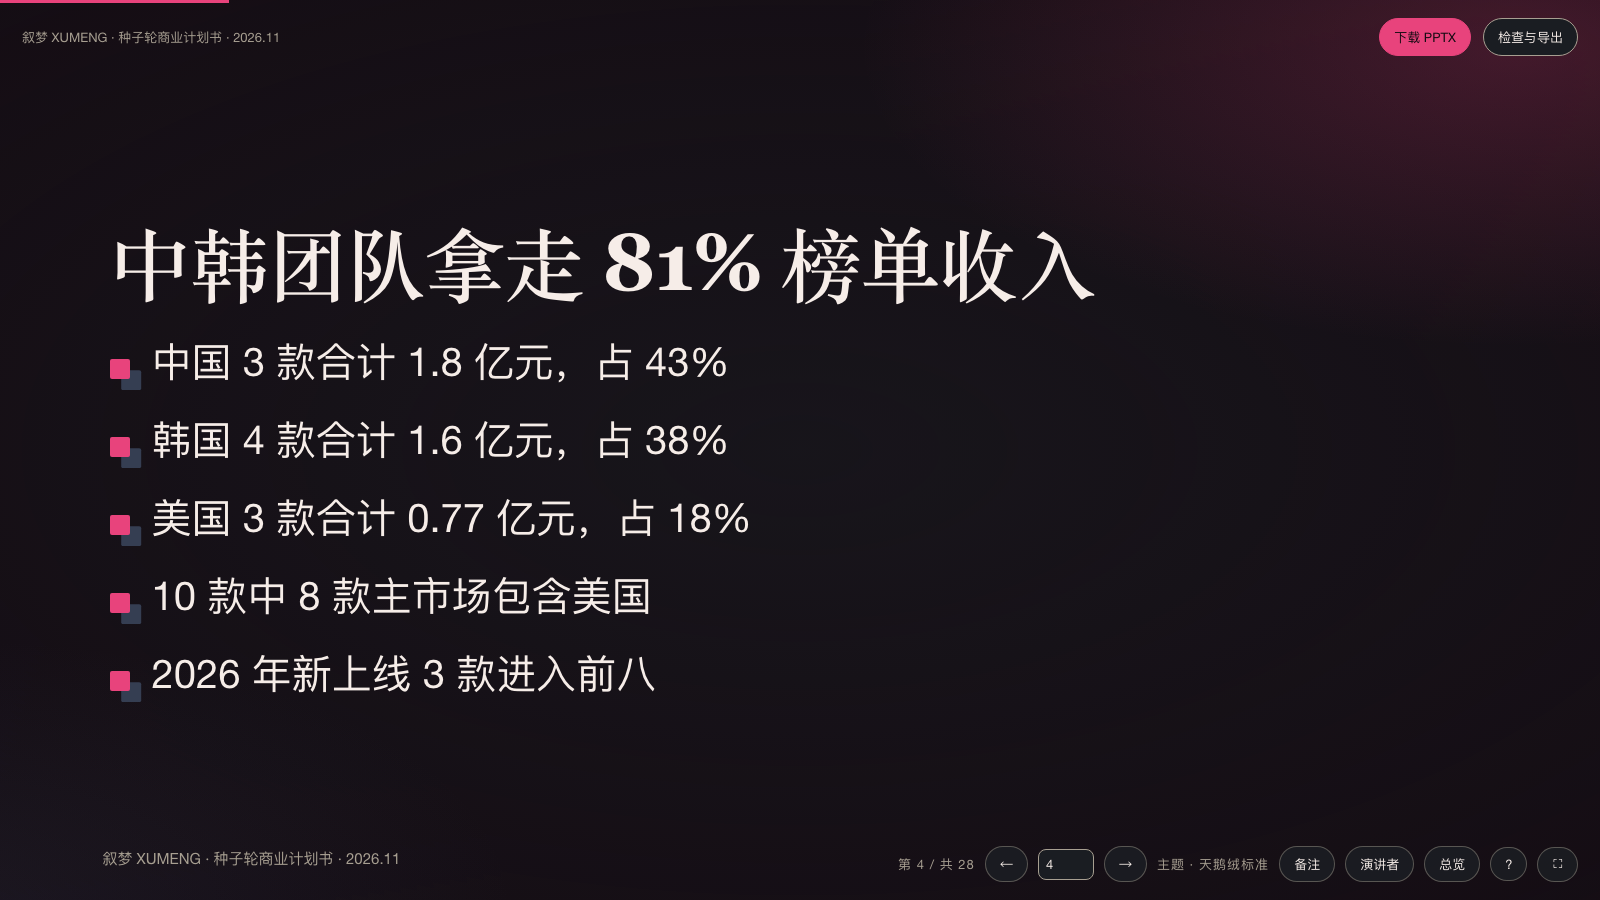 叙梦 XUMENG · 种子轮商业计划书 · 2026.11
下载 PPTX
检查与导出
中韩团队拿走 81% 榜单收入
中国 3 款合计 1.8 亿元，占 43%
韩国 4 款合计 1.6 亿元，占 38%
美国 3 款合计 0.77 亿元，占 18%
10 款中 8 款主市场包含美国
2026 年新上线 3 款进入前八
叙梦 XUMENG · 种子轮商业计划书 · 2026.11
第 4 / 共 28
←
4
→
主题 · 天鹅绒标准
备注
演讲者
总览
?